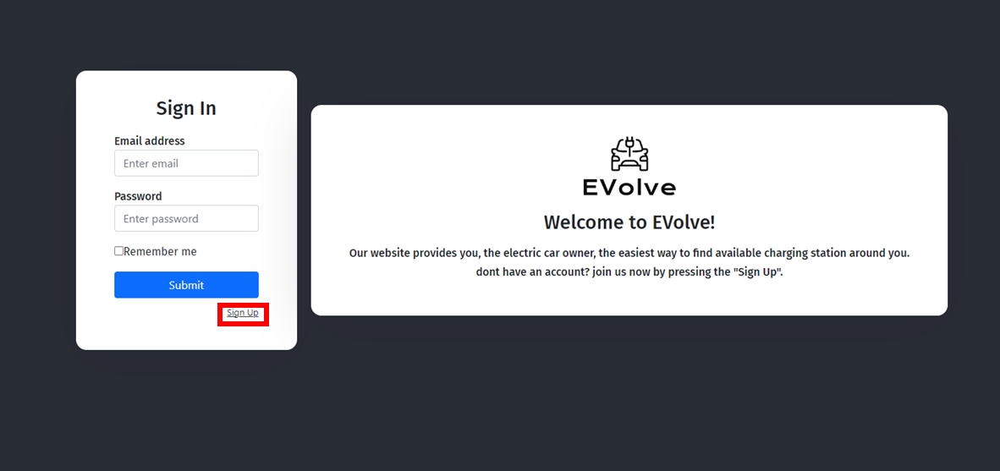 Sign In
Email address
Enter email
Password
Enter password
Remember me
Submit
Sign Up
EVolve
Welcome to EVolve!
Our website provides you, the electric car owner, the easiest way to find available charging station around you.
dont have an account? join us now by pressing the "Sign Up".